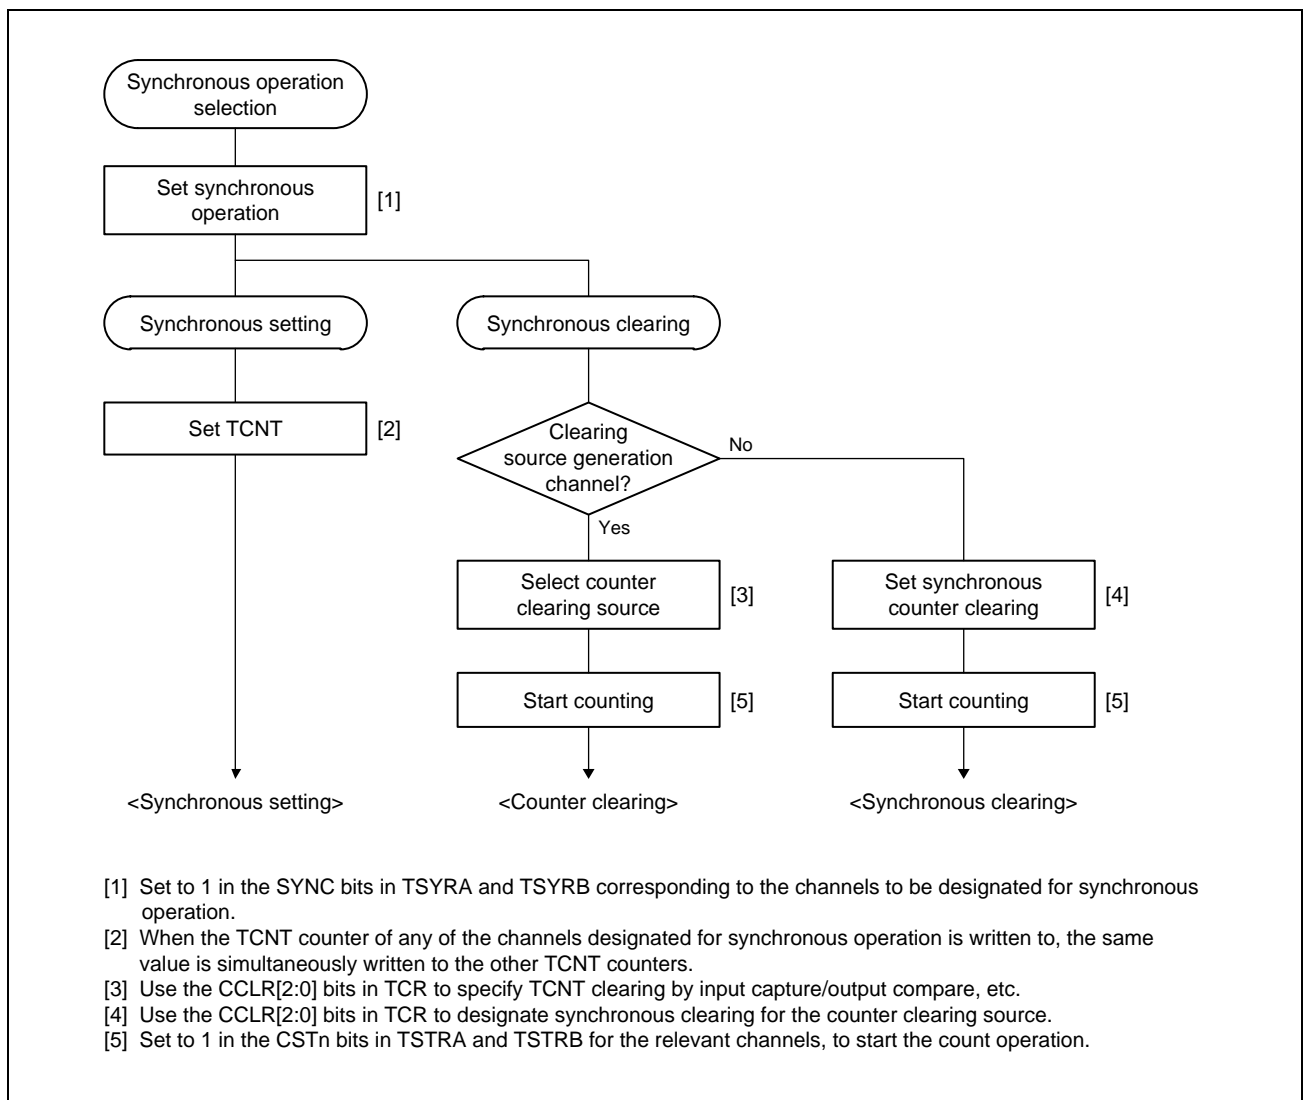 Synchronous operation
selection
Set synchronous
operation
[1]
Synchronous setting
Synchronous clearing
Set TCNT
[2]
Clearing
source generation
channel?
No
Yes
Select counter
clearing source
[3]
Set synchronous
counter clearing
[4]
Start counting
[5]
Start counting
[5]
<Synchronous setting>
<Counter clearing>
<Synchronous clearing>
[1] Set to 1 in the SYNC bits in TSYRA and TSYRB corresponding to the channels to be designated for synchronous
operation.
[2] When the TCNT counter of any of the channels designated for synchronous operation is written to, the same
value is simultaneously written to the other TCNT counters.
[3] Use the CCLR[2:0] bits in TCR to specify TCNT clearing by input capture/output compare, etc.
[4] Use the CCLR[2:0] bits in TCR to designate synchronous clearing for the counter clearing source.
[5] Set to 1 in the CSTn bits in TSTRA and TSTRB for the relevant channels, to start the count operation.